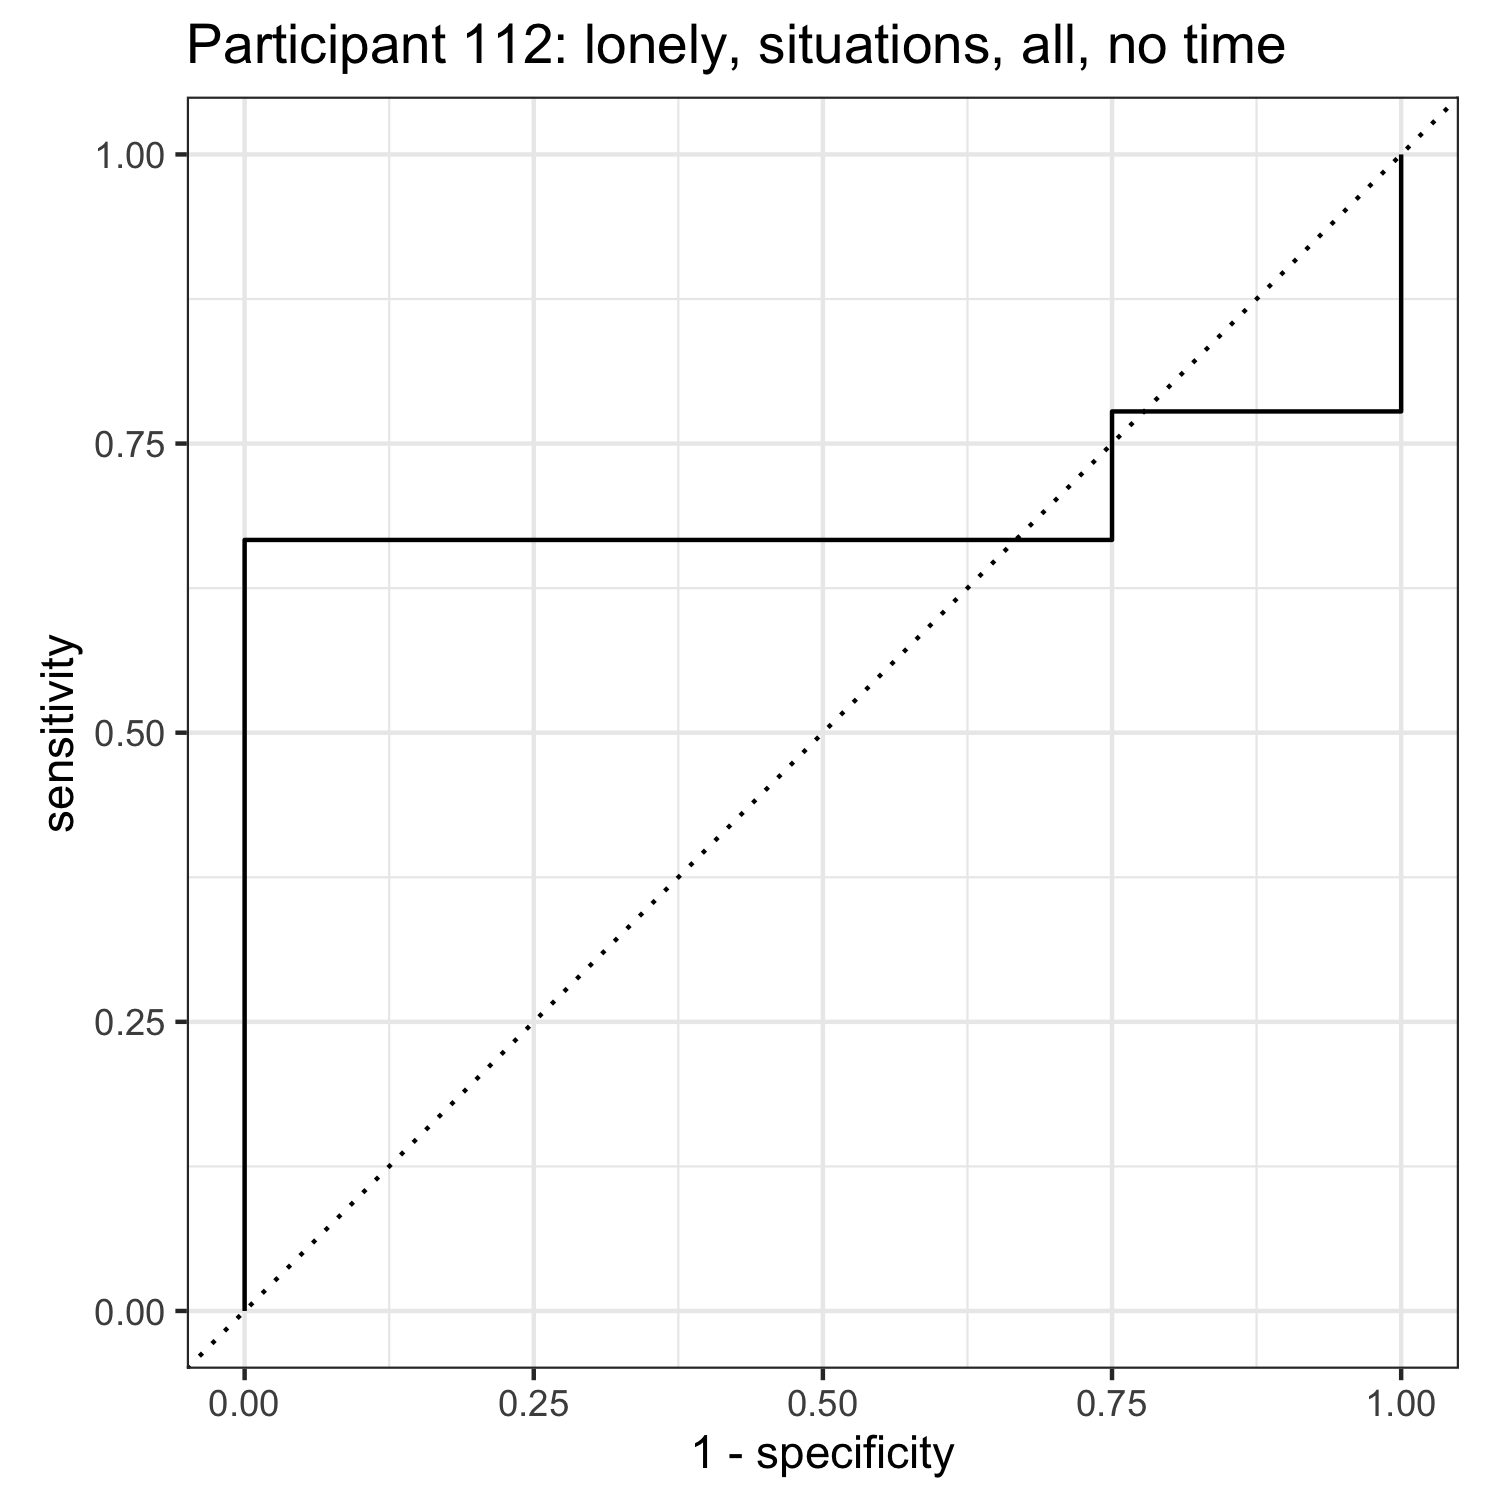 Participant 112: lonely, situations, all, no time
1.00
0.75
0.50
0.25
0.00
sensitivity
0.00 0.25 0.50 0.75 1.00
1 - specificity